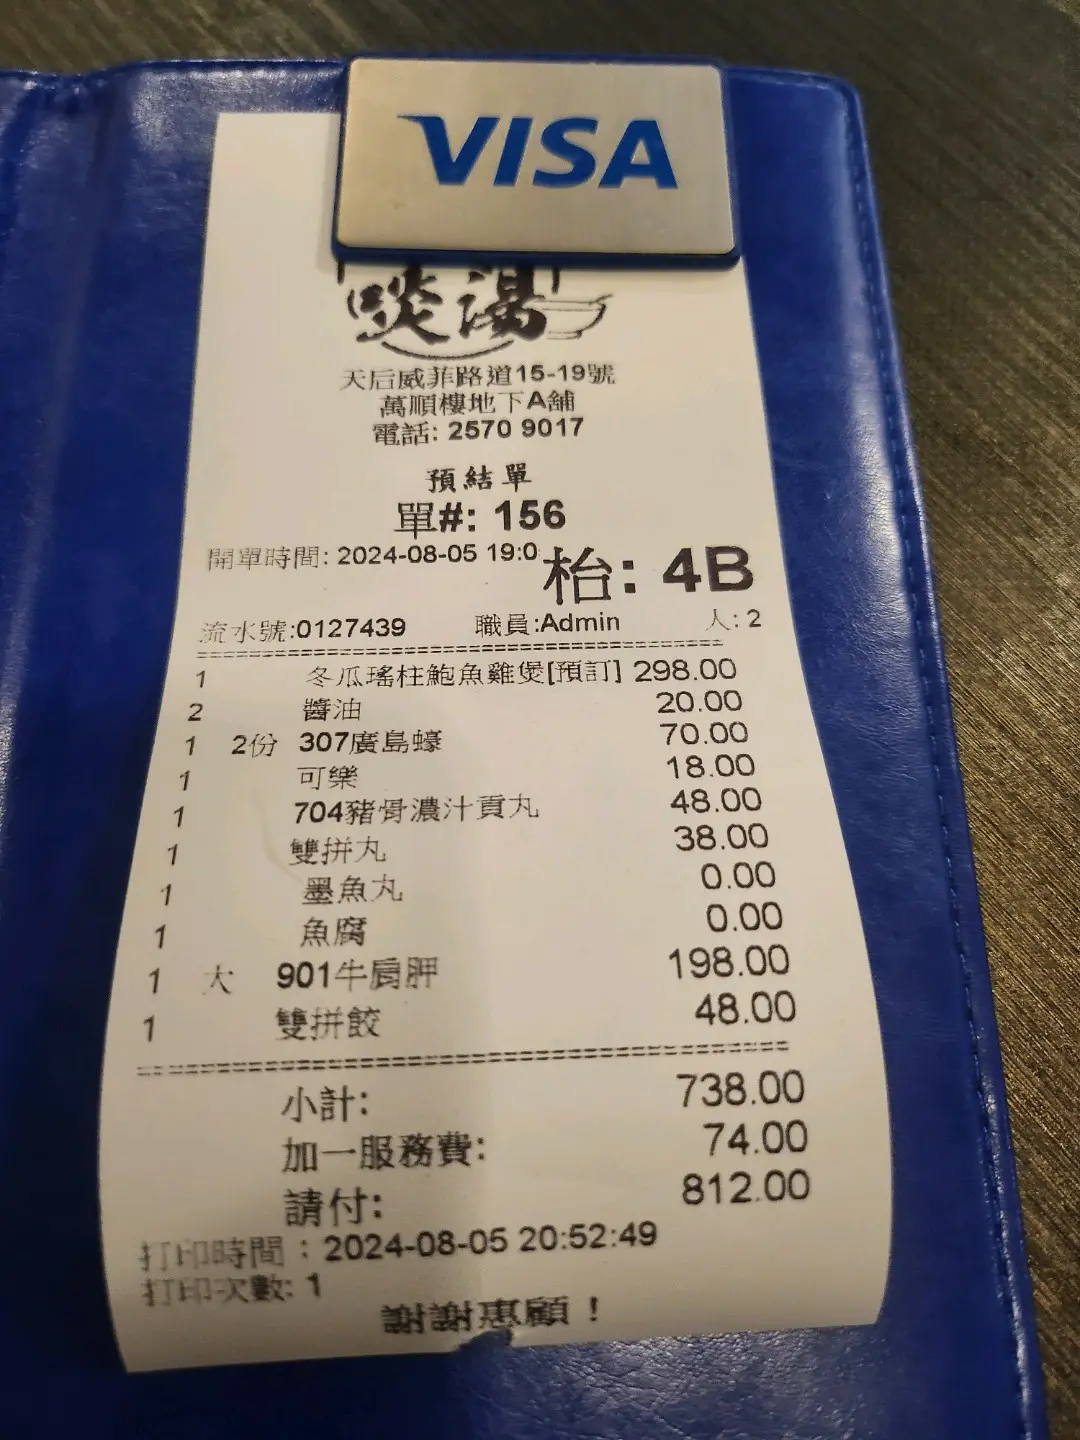 VISA
啖湯
天后威菲路道15-19號
萬順樓地下A舖
電話: 2570 9017
預結單
單#: 156
開單時間: 2024-08-05 19:0
枱: 4B
流水號:0127439 職員:Admin 人: 2
1 冬瓜瑤柱鮑魚雞煲[預訂] 298.00
2 醬油 20.00
1 2份 307廣島蠔 70.00
1 可樂 18.00
1 704豬骨濃汁貢丸 48.00
1 雙拼丸 38.00
1 墨魚丸 0.00
1 魚腐 0.00
1 大 901牛肩胛 198.00
1 雙拼餃 48.00
小計: 738.00
加一服務費: 74.00
請付: 812.00
打印時間 : 2024-08-05 20:52:49
打印次數: 1
謝謝惠顧！